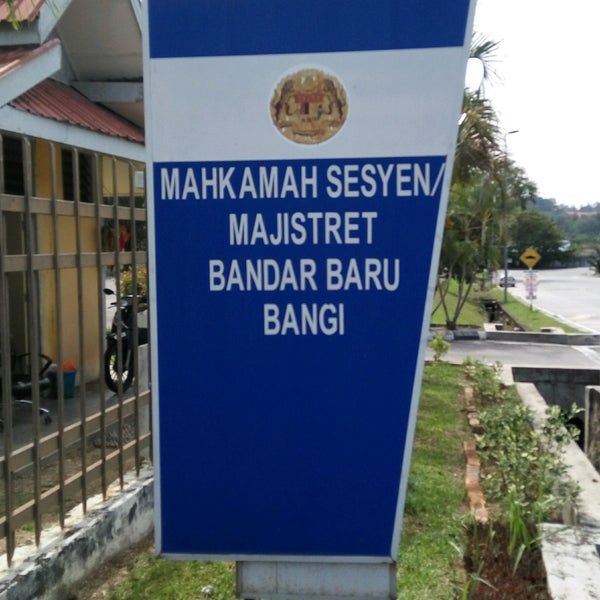 MAHKAMAH SESYEN/
MAJISTRET
BANDAR BARU
BANGI